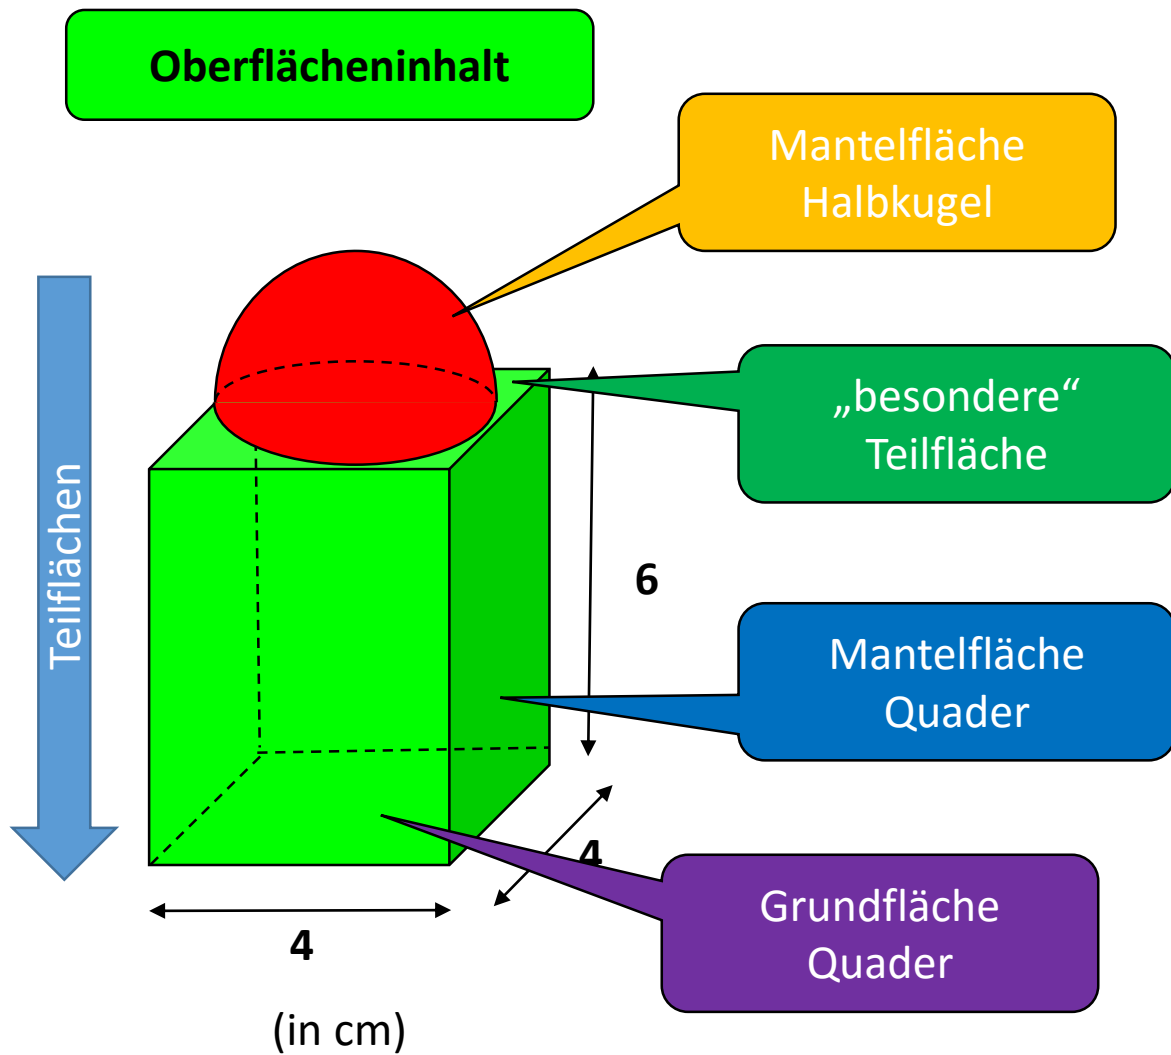 Oberflächeninhalt
Mantelfläche
Halbkugel
„besondere“
Teilfläche
Teilflächen
6
Mantelfläche
Quader
4
Grundfläche
Quader
4
(in cm)